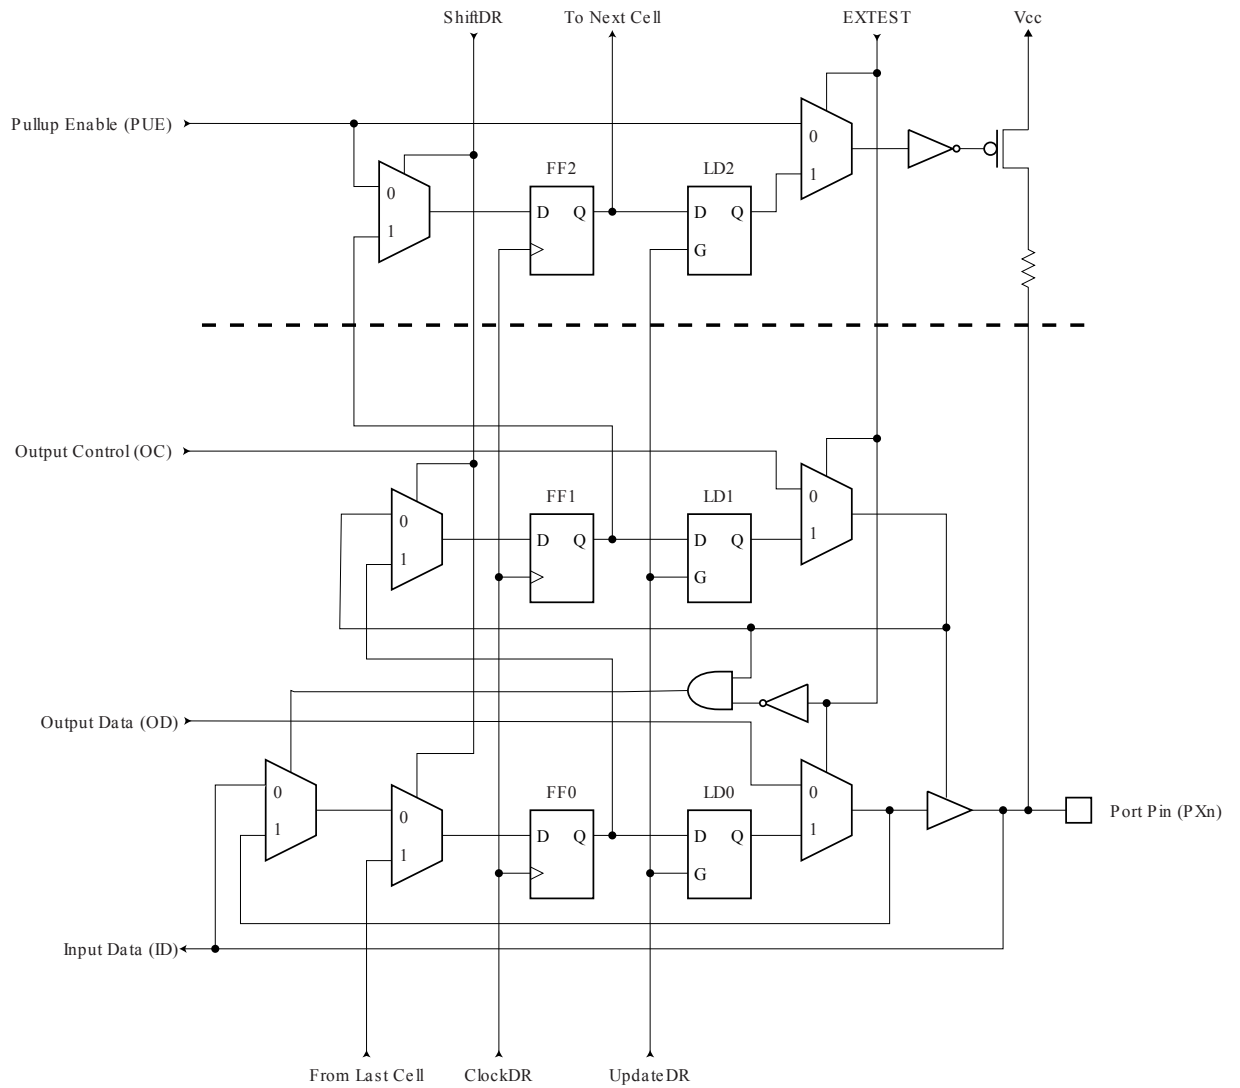 ShiftDR
To Next Cell
EXTEST
Vcc
Pullup Enable (PUE)
0
1
FF2
D Q
LD2
D Q
G
0
1
Output Control (OC)
0
1
FF1
D Q
LD1
D Q
G
0
1
Output Data (OD)
0
1
0
1
FF0
D Q
LD0
D Q
G
0
1
Port Pin (PXn)
Input Data (ID)
From Last Cell
ClockDR
UpdateDR